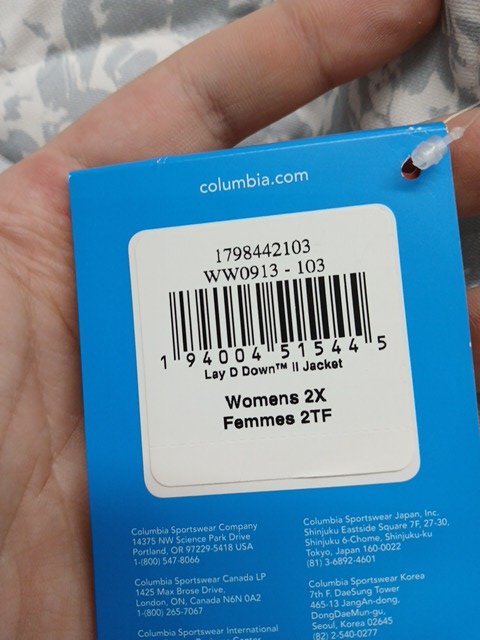 columbia.com
1798442103
WW0913 - 103
1 94004 51544 5
Lay D Down™ II Jacket
Womens 2X
Femmes 2TF
Columbia Sportswear Company
14375 NW Science Park Drive
Portland, OR 97229-5418 USA
1-(800) 547-8066
Columbia Sportswear Canada LP
1425 Max Brose Drive,
London, ON, Canada N6N 0A2
1-(800) 265-7067
Columbia Sportswear International
Columbia Sportswear Japan, Inc.
Shinjuku Eastside Square 7F, 27-30,
Shinjuku 6-Chome, Shinjuku-ku
Tokyo, Japan 160-0022
(81) 3-6892-4601
Columbia Sportswear Korea
7th F. DaeSung Tower
465-13 JangAn-dong,
DongDaeMun-gu,
Seoul, Korea 02645
(82) 2-540-0277